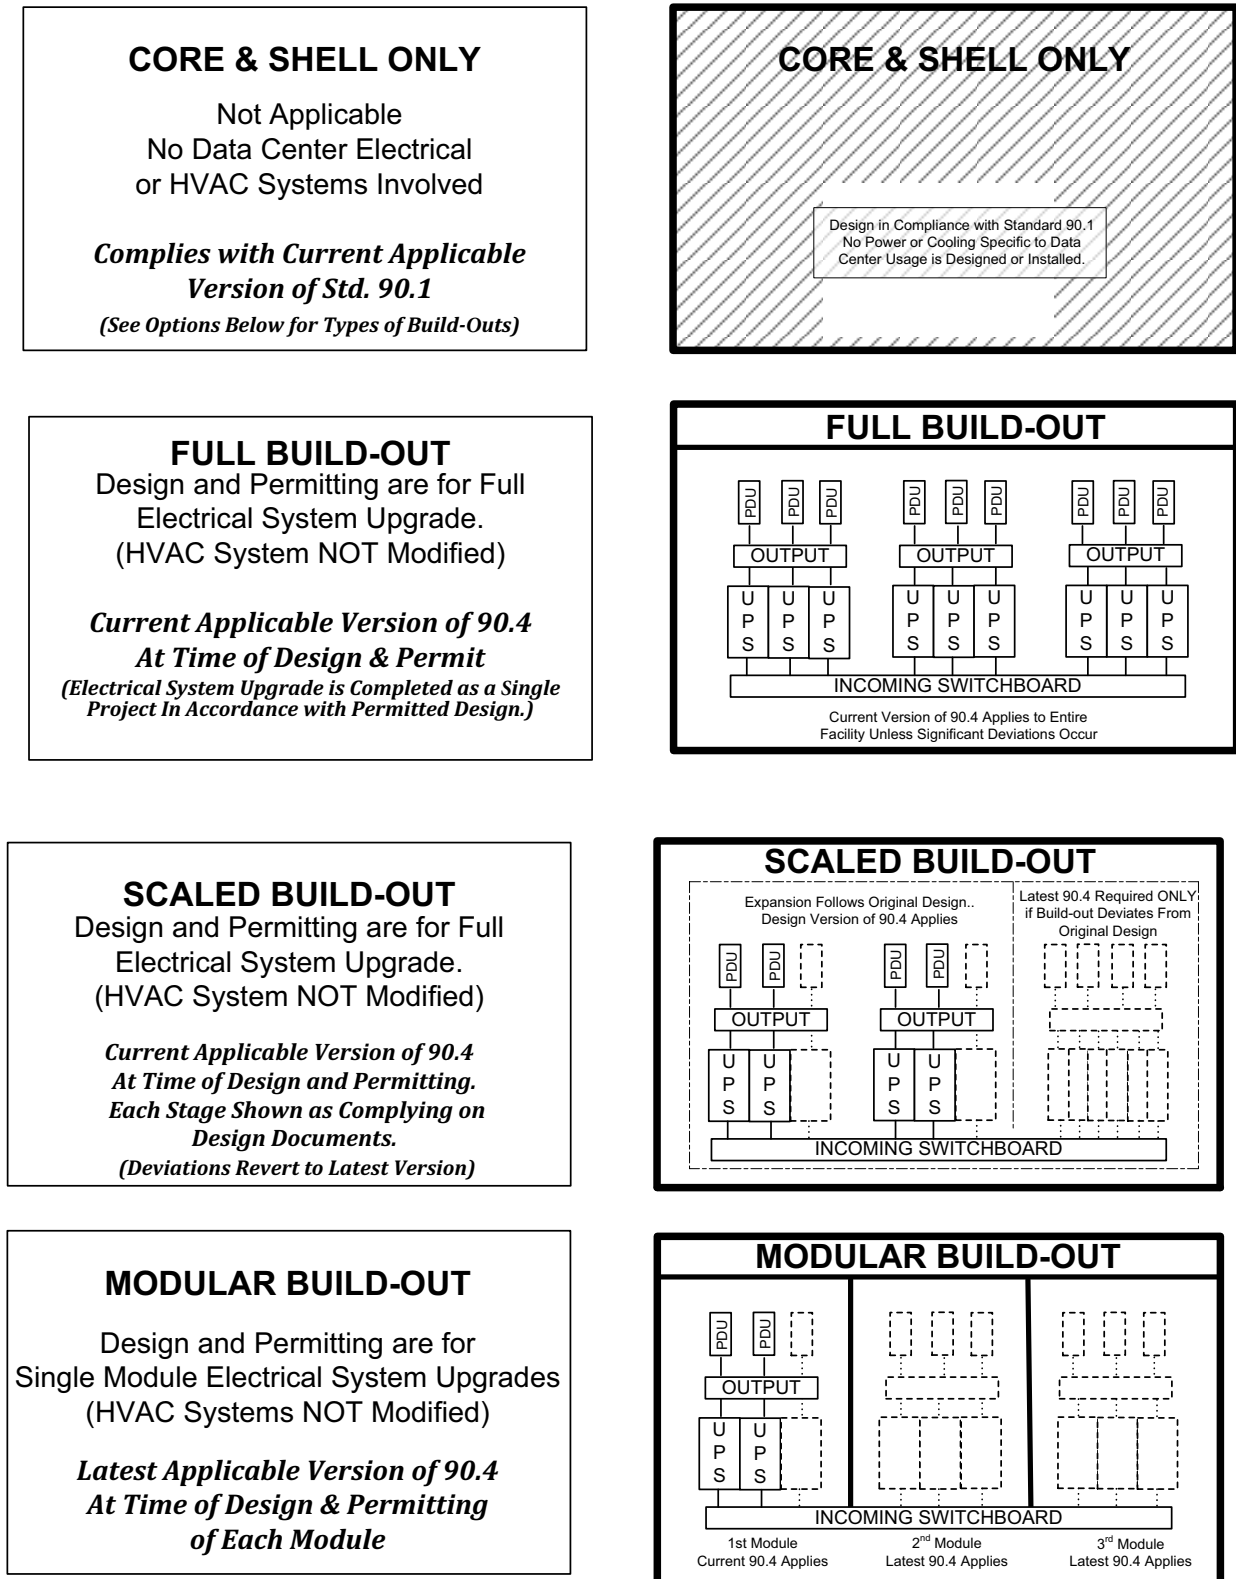 CORE & SHELL ONLY
Not Applicable
No Data Center Electrical
or HVAC Systems Involved
Complies with Current Applicable
Version of Std. 90.1
(See Options Below for Types of Build-Outs)
CORE & SHELL ONLY
Design in Compliance with Standard 90.1
No Power or Cooling Specific to Data
Center Usage is Designed or Installed.
FULL BUILD-OUT
Design and Permitting are for Full
Electrical System Upgrade.
(HVAC System NOT Modified)
Current Applicable Version of 90.4
At Time of Design & Permit
(Electrical System Upgrade is Completed as a Single
Project In Accordance with Permitted Design.)
FULL BUILD-OUT
PDU PDU PDU PDU PDU PDU PDU PDU PDU
OUTPUT OUTPUT OUTPUT
UPS UPS UPS UPS UPS UPS UPS UPS UPS
INCOMING SWITCHBOARD
Current Version of 90.4 Applies to Entire
Facility Unless Significant Deviations Occur
SCALED BUILD-OUT
Design and Permitting are for Full
Electrical System Upgrade.
(HVAC System NOT Modified)
Current Applicable Version of 90.4
At Time of Design and Permitting.
Each Stage Shown as Complying on
Design Documents.
(Deviations Revert to Latest Version)
SCALED BUILD-OUT
Expansion Follows Original Design..
Design Version of 90.4 Applies
Latest 90.4 Required ONLY
if Build-out Deviates From
Original Design
PDU PDU PDU PDU
OUTPUT OUTPUT
UPS UPS UPS UPS
INCOMING SWITCHBOARD
MODULAR BUILD-OUT
Design and Permitting are for
Single Module Electrical System Upgrades
(HVAC Systems NOT Modified)
Latest Applicable Version of 90.4
At Time of Design & Permitting
of Each Module
MODULAR BUILD-OUT
PDU PDU
OUTPUT
UPS UPS
INCOMING SWITCHBOARD
1st Module
Current 90.4 Applies
2nd Module
Latest 90.4 Applies
3rd Module
Latest 90.4 Applies